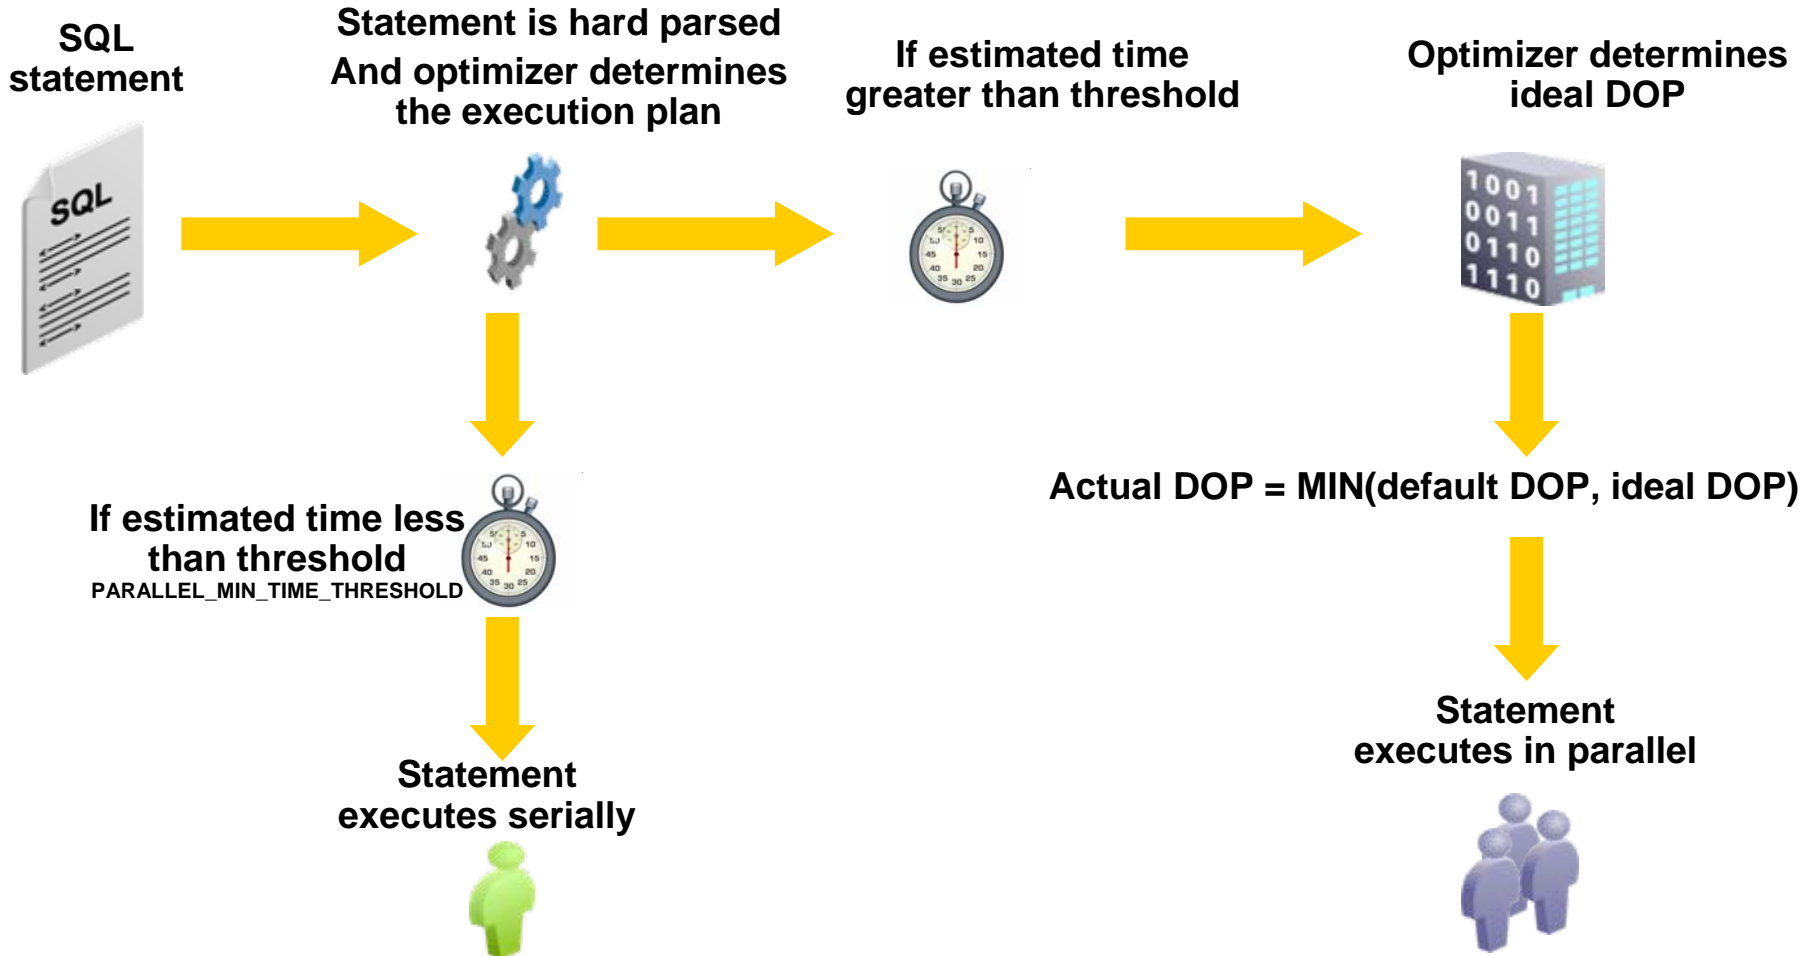 SQL
statement
Statement is hard parsed
And optimizer determines
the execution plan
If estimated time
greater than threshold
Optimizer determines
ideal DOP
SQL
1001
0011
0110
1110
If estimated time less
than threshold
PARALLEL_MIN_TIME_THRESHOLD
Actual DOP = MIN(default DOP, ideal DOP)
Statement
executes in parallel
Statement
executes serially